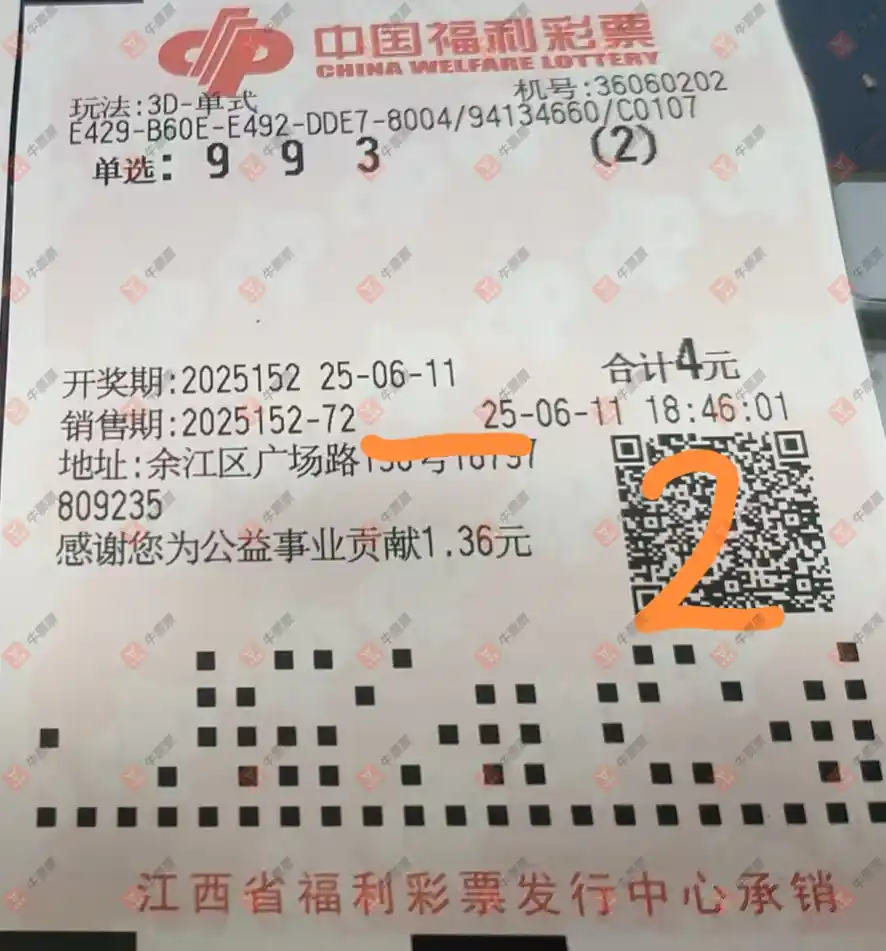 中国福利彩票
CHINA WELFARE LOTTERY
机号:36060202
玩法:3D-单式
E429-B60E-E492-DDE7-8004/94134660/C0107
单选: 9 9 3 (2)
开奖期:2025152 25-06-11 合计4元
销售期:2025152-72 25-06-11 18:46:01
地址:余江区广场路
809235
感谢您为公益事业贡献1.36元
2
江西省福利彩票发行中心承销